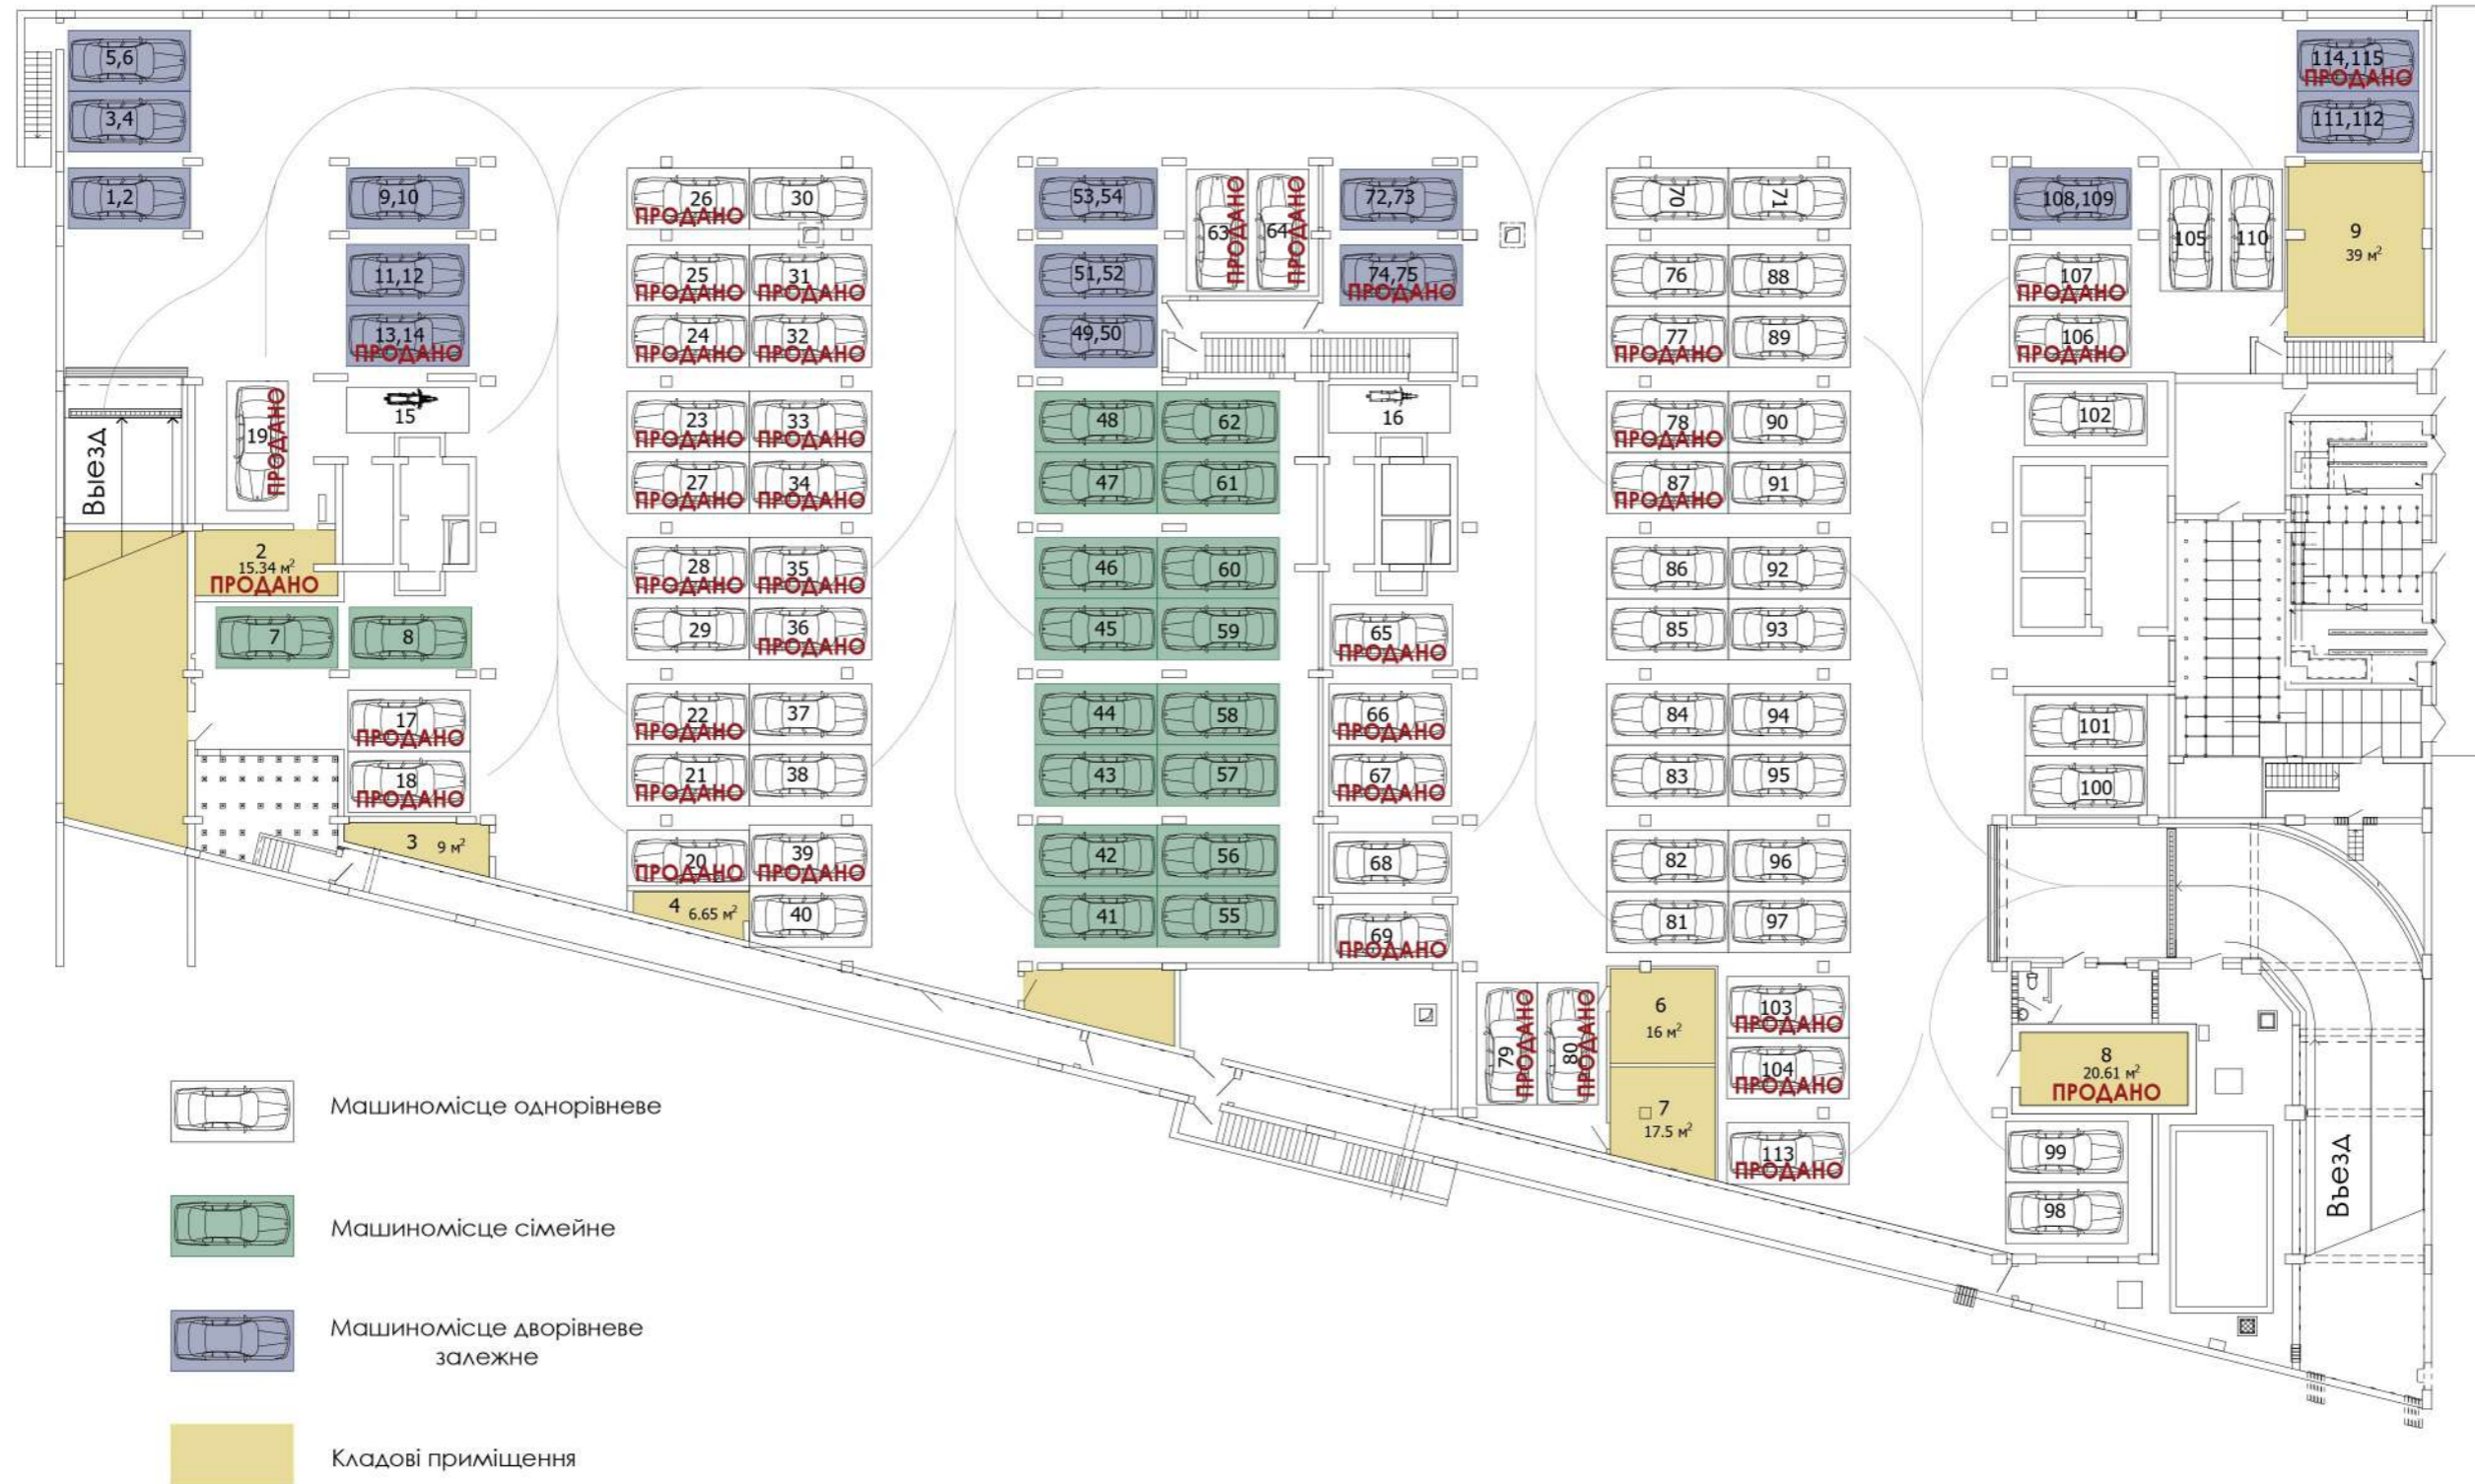 5,6
3,4
1,2
9,10
11,12
13,14
ПРОДАНО
19
ПРОДАНО
15
Выезд
2
15.34 м²
ПРОДАНО
7
8
17
ПРОДАНО
18
ПРОДАНО
3 9 м²
26
ПРОДАНО
30
25
ПРОДАНО
31
ПРОДАНО
24
ПРОДАНО
32
ПРОДАНО
23
ПРОДАНО
33
ПРОДАНО
27
ПРОДАНО
34
ПРОДАНО
28
ПРОДАНО
35
ПРОДАНО
29
36
ПРОДАНО
22
ПРОДАНО
37
21
ПРОДАНО
38
20
ПРОДАНО
39
ПРОДАНО
4 6.65 м²
40
53,54
51,52
49,50
63
ПРОДАНО
64
ПРОДАНО
72,73
74,75
ПРОДАНО
48
62
47
61
46
60
45
59
44
58
43
57
42
56
41
55
16
65
ПРОДАНО
66
ПРОДАНО
67
ПРОДАНО
68
69
ПРОДАНО
70
71
76
88
77
ПРОДАНО
89
78
ПРОДАНО
90
87
ПРОДАНО
91
86
92
85
93
84
94
83
95
82
96
81
97
79
ПРОДАНО
80
ПРОДАНО
6
16 м²
7
17.5 м²
103
ПРОДАНО
104
ПРОДАНО
113
ПРОДАНО
114,115
ПРОДАНО
111,112
108,109
105
110
9
39 м²
107
ПРОДАНО
106
ПРОДАНО
102
101
100
8
20.61 м²
ПРОДАНО
99
98
Въезд
Машиномісце однорівневе
Машиномісце сімейне
Машиномісце дворівневе
залежне
Кладові приміщення